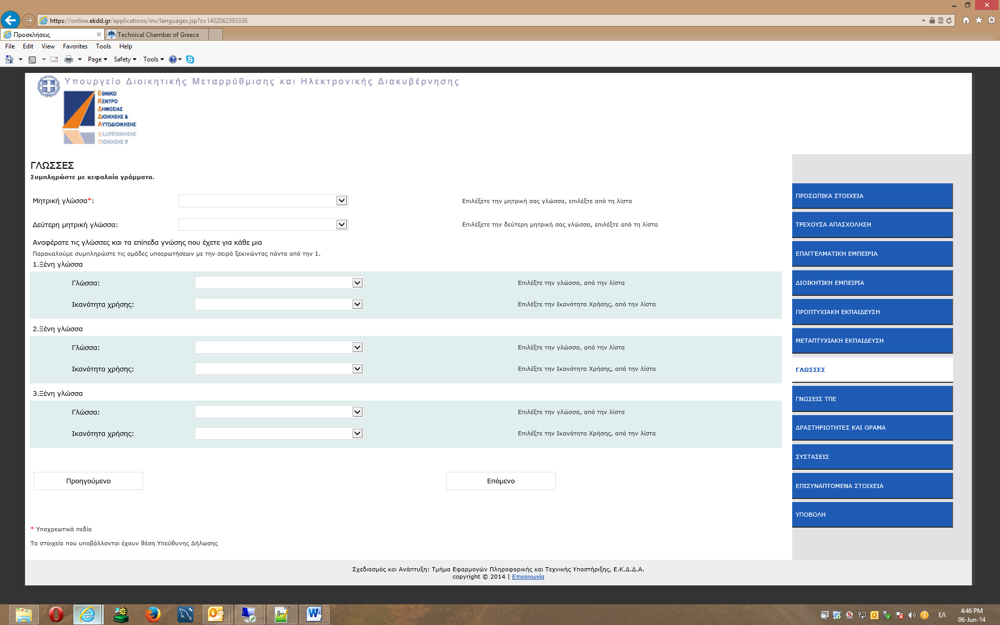 https://online.ekdd.gr/applications/inv/languages.jsp?s=1402062393336
Προσκλήσεις
Technical Chamber of Greece
File Edit View Favorites Tools Help
Page Safety Tools
Υπουργείο Διοικητικής Μεταρρύθμισης και Ηλεκτρονικής Διακυβέρνησης
ΕΘΝΙΚΟ
ΚΕΝΤΡΟ
ΔΗΜΟΣΙΑΣ
ΔΙΟΙΚΗΣΗΣ &
ΑΥΤΟΔΙΟΙΚΗΣΗΣ
ΓΛΩΣΣΕΣ
Συμπληρώστε με κεφαλαία γράμματα.
Μητρική γλώσσα*:
Επιλέξετε την μητρική σας γλώσσα, επιλέξτε από τη λίστα
Δεύτερη μητρική γλώσσα:
Επιλέξετε την δεύτερη μητρική σας γλώσσα, επιλέξτε από τη λίστα
Αναφέρατε τις γλώσσες και τα επίπεδα γνώσης που έχετε για κάθε μια
Παρακαλούμε συμπληρώστε τις ομάδες υποερωτήσεων με την σειρά ξεκινώντας πάντα από την 1.
1.Ξένη γλώσσα
Γλώσσα:
Επιλέξτε την γλώσσα, από την λίστα
Ικανότητα χρήσης:
Επιλέξτε την Ικανότητα Χρήσης, από την λίστα
2.Ξένη γλώσσα
Γλώσσα:
Επιλέξτε την γλώσσα, από την λίστα
Ικανότητα χρήσης:
Επιλέξτε την Ικανότητα Χρήσης, από την λίστα
3.Ξένη γλώσσα
Γλώσσα:
Επιλέξτε την γλώσσα, από την λίστα
Ικανότητα χρήσης:
Επιλέξτε την Ικανότητα Χρήσης, από την λίστα
Προηγούμενο
Επόμενο
* Υποχρεωτικά πεδία
Τα στοιχεία που υποβάλλονται έχουν θέση Υπεύθυνης Δήλωσης
ΠΡΟΣΩΠΙΚΑ ΣΤΟΙΧΕΙΑ
ΤΡΕΧΟΥΣΑ ΑΠΑΣΧΟΛΗΣΗ
ΕΠΑΓΓΕΛΜΑΤΙΚΗ ΕΜΠΕΙΡΙΑ
ΔΙΟΙΚΗΤΙΚΗ ΕΜΠΕΙΡΙΑ
ΠΡΟΠΤΥΧΙΑΚΗ ΕΚΠΑΙΔΕΥΣΗ
ΜΕΤΑΠΤΥΧΙΑΚΗ ΕΚΠΑΙΔΕΥΣΗ
ΓΛΩΣΣΕΣ
ΓΝΩΣΕΙΣ ΤΠΕ
ΔΡΑΣΤΗΡΙΟΤΗΤΕΣ ΚΑΙ ΟΡΑΜΑ
ΣΥΣΤΑΣΕΙΣ
ΕΠΙΣΥΝΑΠΤΟΜΕΝΑ ΣΤΟΙΧΕΙΑ
ΥΠΟΒΟΛΗ
Σχεδιασμός και Ανάπτυξη: Τμήμα Εφαρμογών Πληροφορικής και Τεχνικής Υποστήριξης, Ε.Κ.Δ.Δ.Α.
copyright © 2014 | Επικοινωνία
ΕΛ
4:46 PM
06-Jun-14